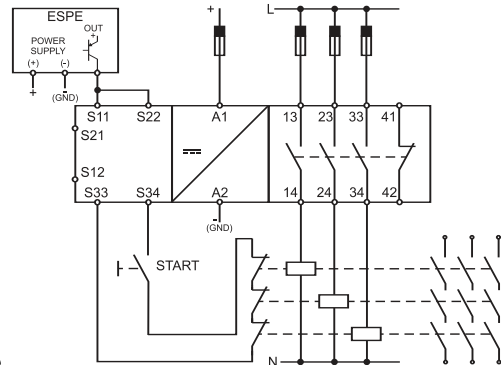 ESPE
OUT
POWER
SUPPLY
(+) (-)
+ - (GND)
+
L
S11 S22 A1 13 23 33 41
S21
S12
S33 S34 A2 14 24 34 42
- (GND)
START
N